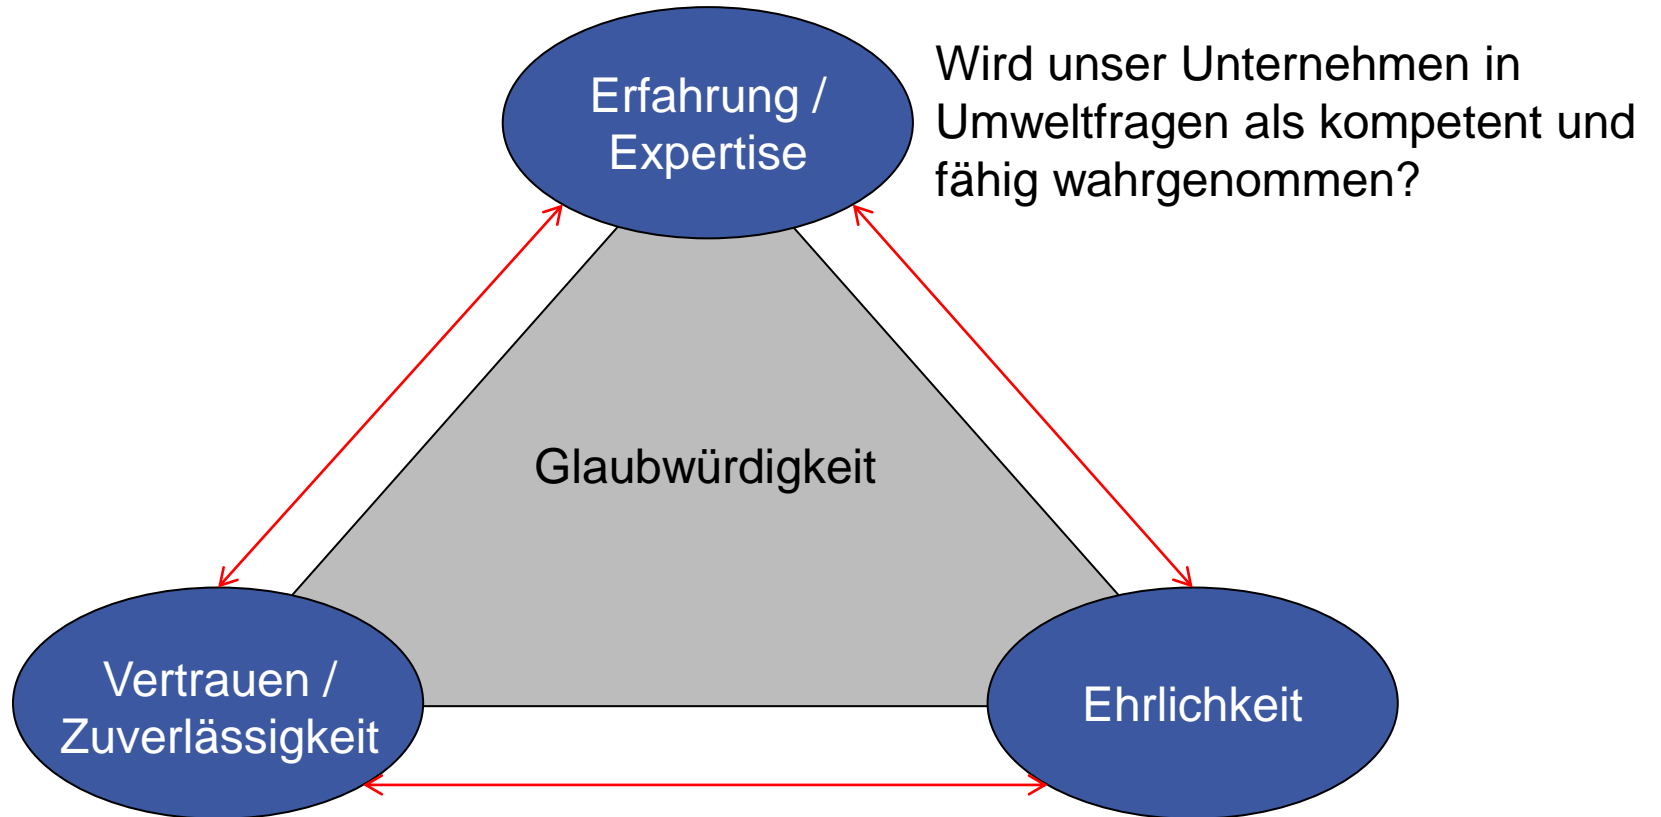 Erfahrung /
Expertise
Wird unser Unternehmen in
Umweltfragen als kompetent und
fähig wahrgenommen?
Glaubwürdigkeit
Vertrauen /
Zuverlässigkeit
Ehrlichkeit